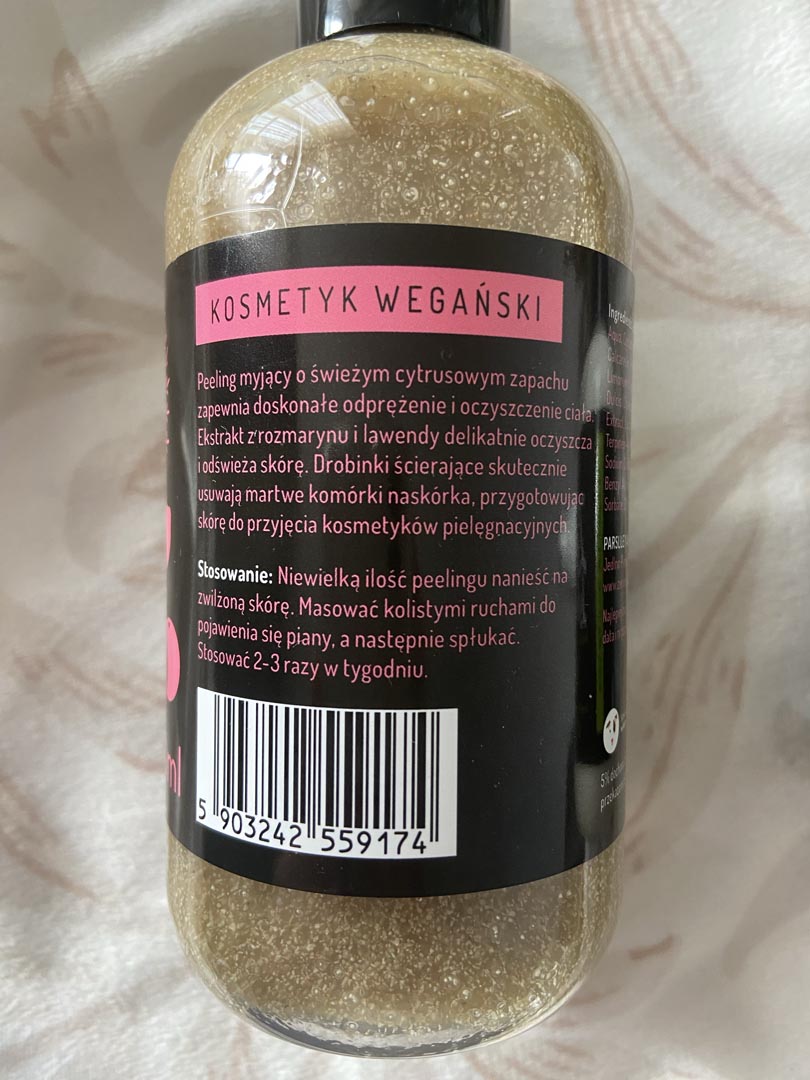 KOSMETYK WEGAŃSKI
Peeling myjący o świeżym cytrusowym zapachu
zapewnia doskonałe odprężenie i oczyszczenie ciała.
Ekstrakt z rozmarynu i lawendy delikatnie oczyszcza
i odświeża skórę. Drobinki ścierające skutecznie
usuwają martwe komórki naskórka, przygotowując
skórę do przyjęcia kosmetyków pielęgnacyjnych.
Stosowanie: Niewielką ilość peelingu nanieść na
zwilżoną skórę. Masować kolistymi ruchami do
pojawienia się piany, a następnie spłukać.
Stosować 2-3 razy w tygodniu.
5 903242 559174
ml
Aqua
5%